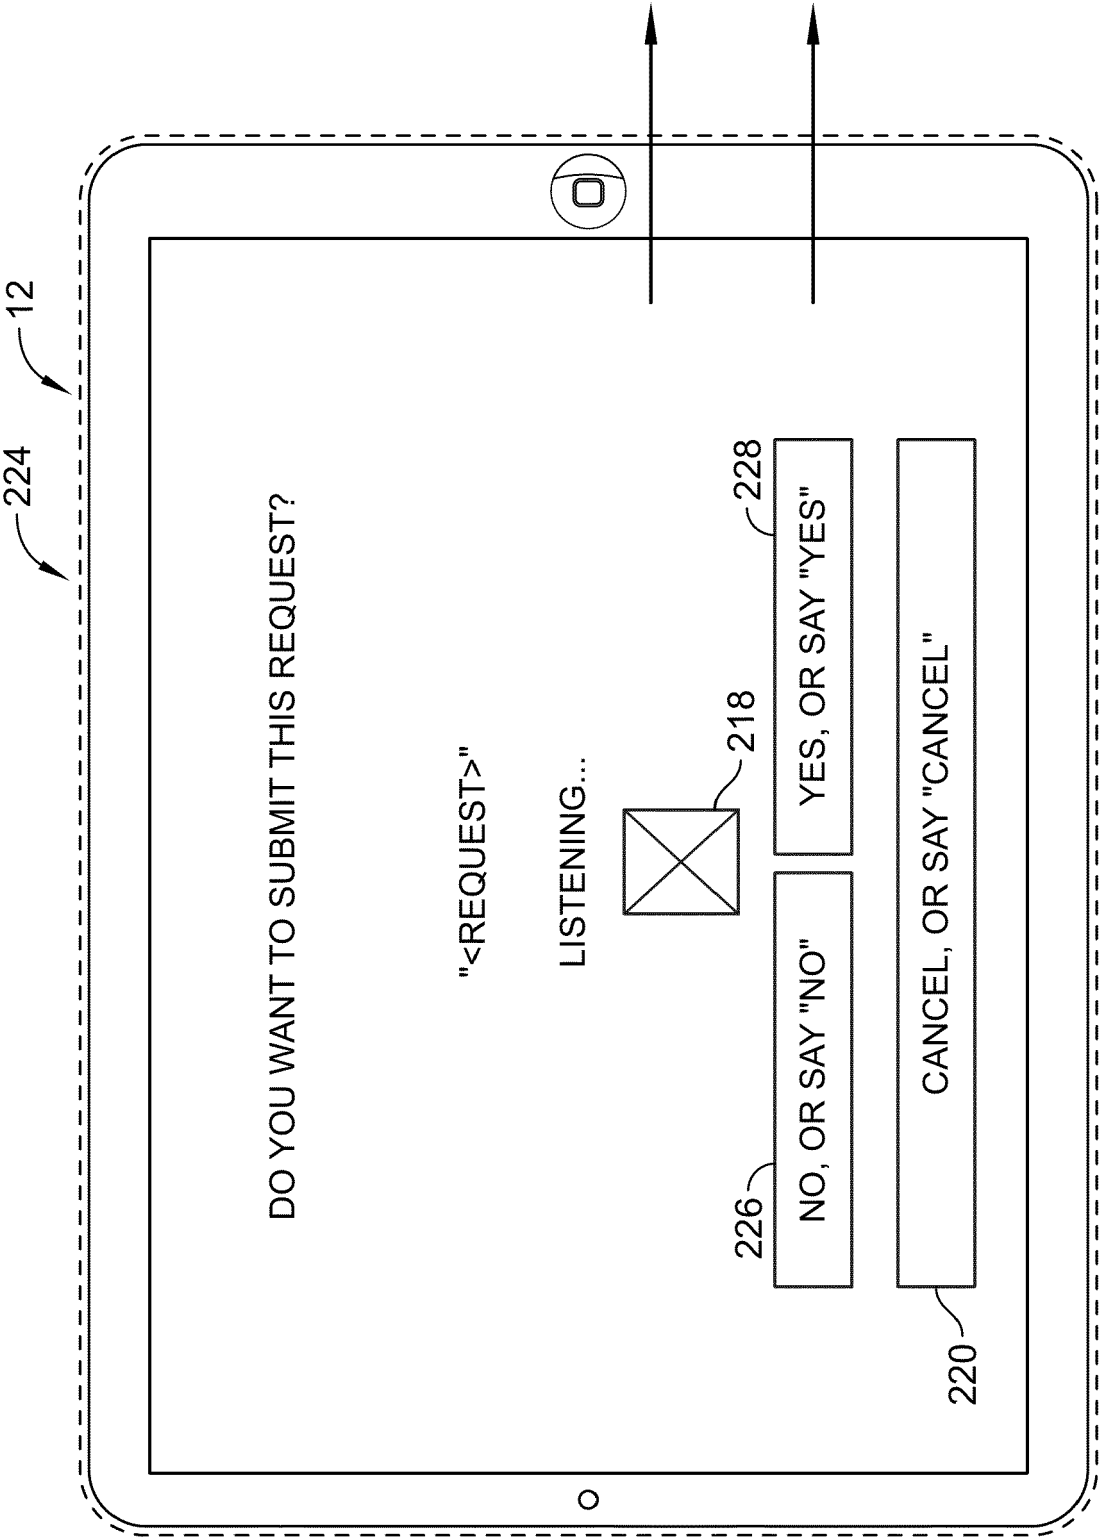 224
12
DO YOU WANT TO SUBMIT THIS REQUEST?
"<REQUEST>"
LISTENING...
218
226
228
NO, OR SAY "NO"
YES, OR SAY "YES"
CANCEL, OR SAY "CANCEL"
220